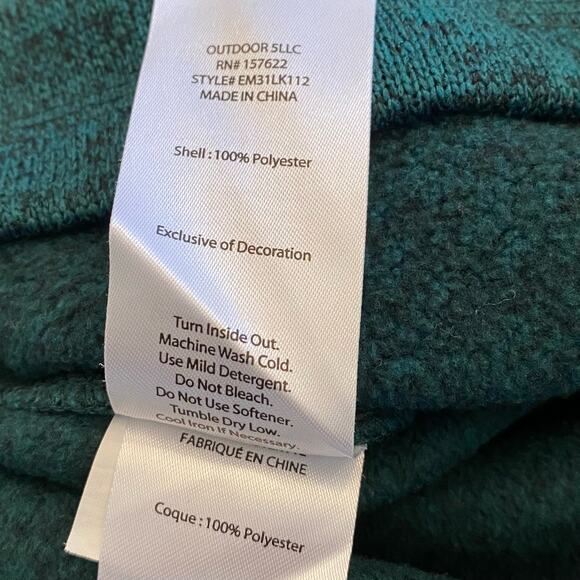 OUTDOOR 5LLC
RN# 157622
STYLE# EM31LK112
MADE IN CHINA
Shell : 100% Polyester
Exclusive of Decoration
Turn Inside Out.
Machine Wash Cold.
Use Mild Detergent.
Do Not Bleach.
Do Not Use Softener.
Tumble Dry Low.
Cool Iron If Necessary.
FABRIQUÉ EN CHINE
Coque : 100% Polyester